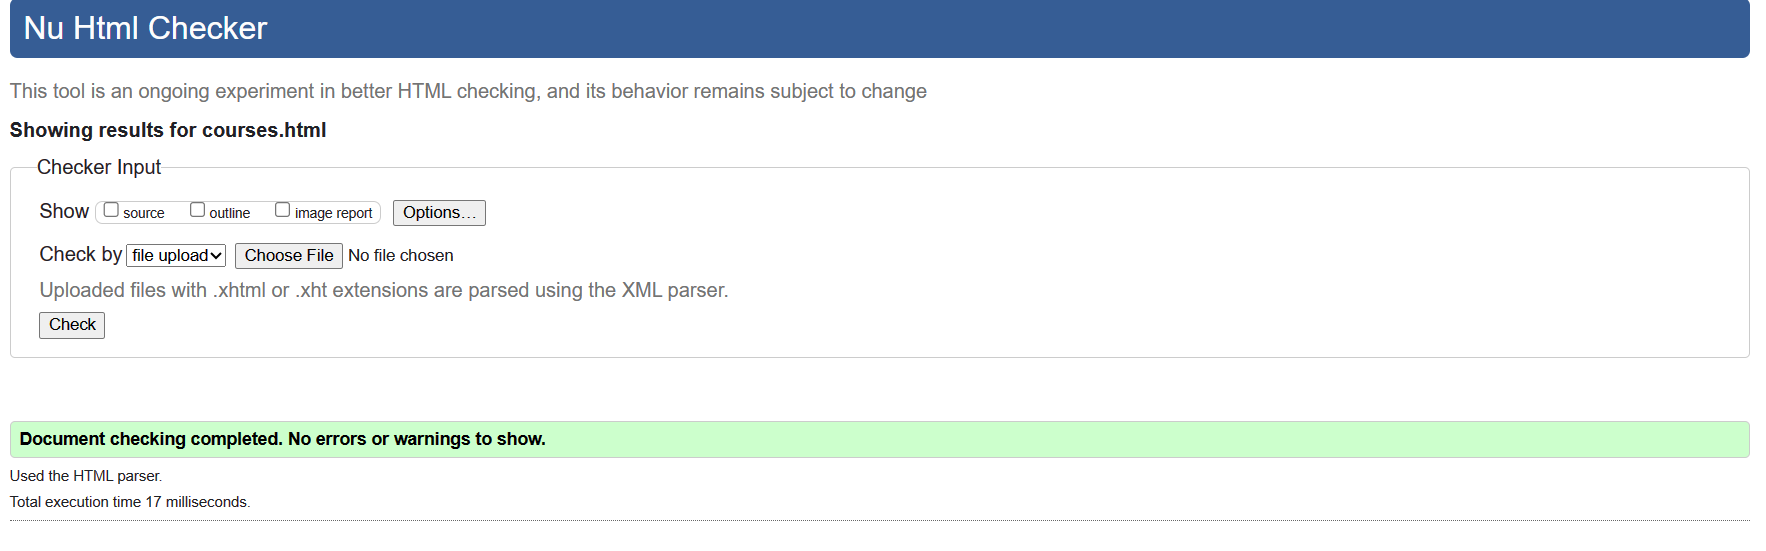 Nu Html Checker
This tool is an ongoing experiment in better HTML checking, and its behavior remains subject to change
Showing results for courses.html
Checker Input
Show source outline image report Options...
Check by file upload Choose File No file chosen
Uploaded files with .xhtml or .xht extensions are parsed using the XML parser.
Check
Document checking completed. No errors or warnings to show.
Used the HTML parser.
Total execution time 17 milliseconds.